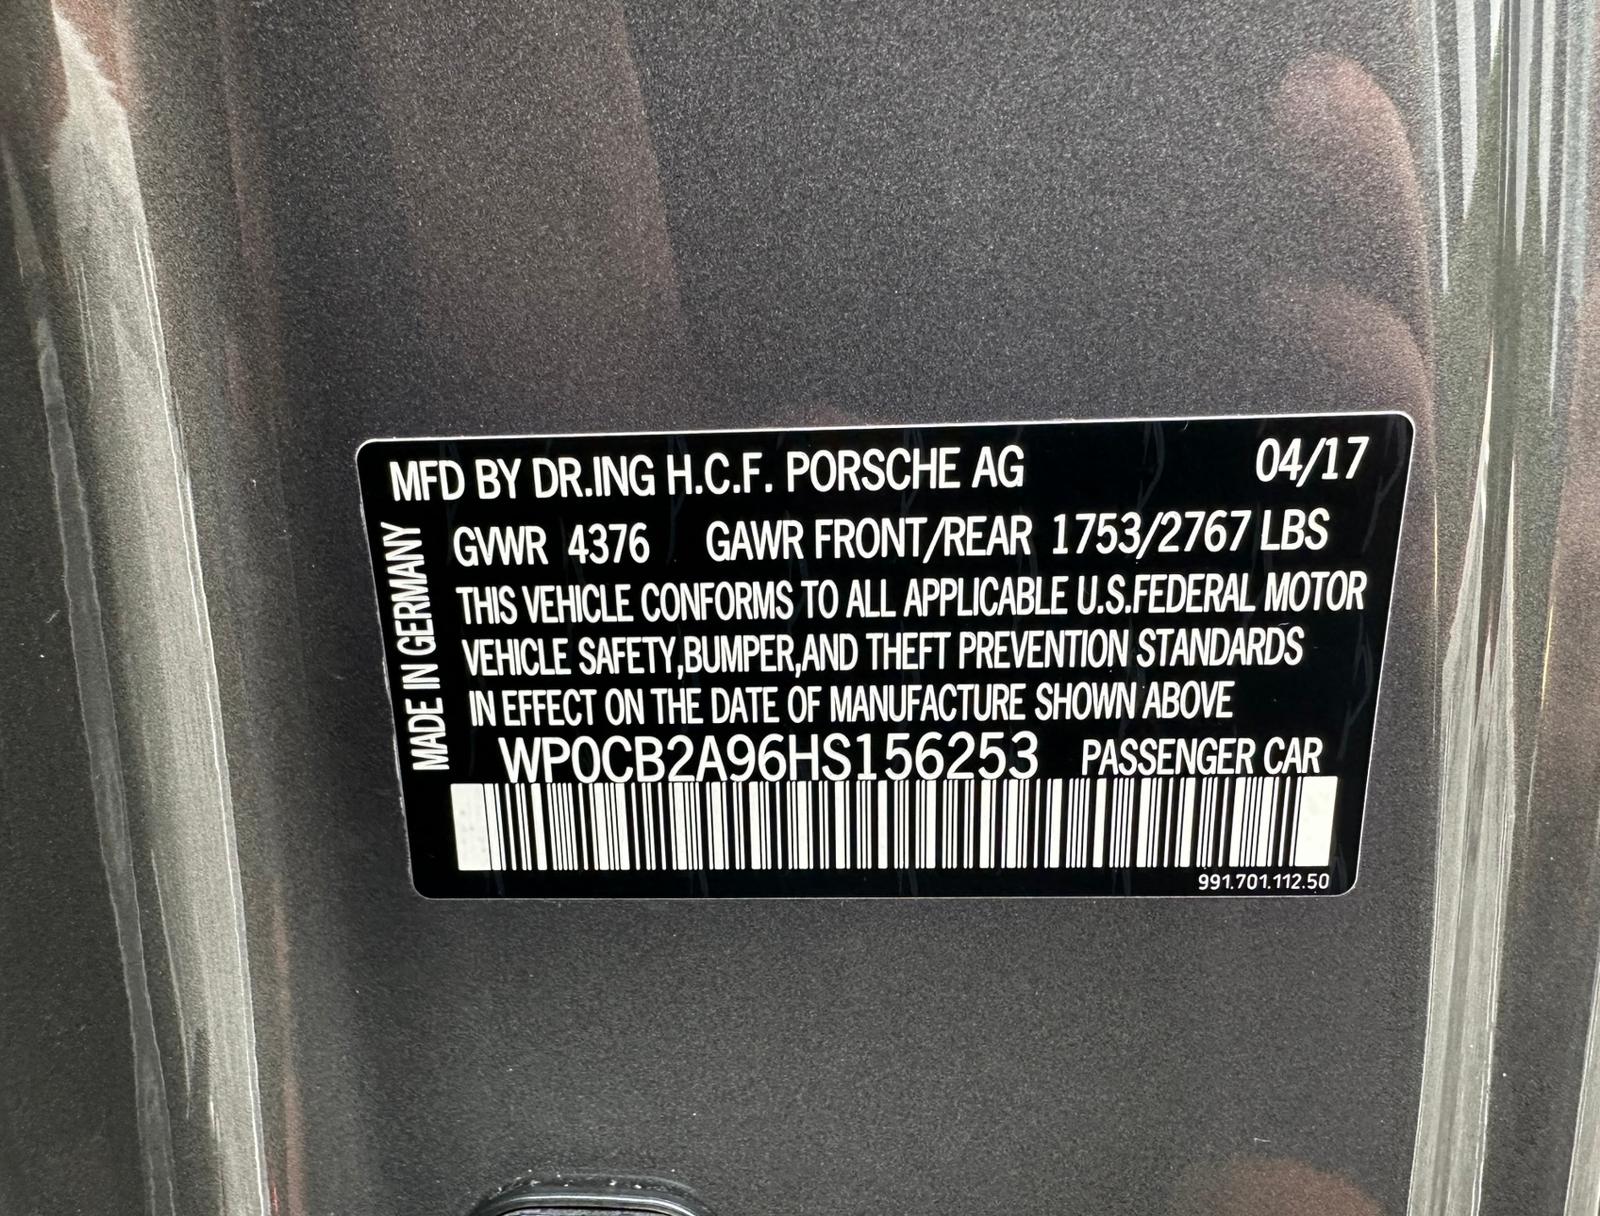 MFD BY DR.ING H.C.F. PORSCHE AG 04/17
GVWR 4376 GAWR FRONT/REAR 1753/2767 LBS
THIS VEHICLE CONFORMS TO ALL APPLICABLE U.S.FEDERAL MOTOR
VEHICLE SAFETY,BUMPER,AND THEFT PREVENTION STANDARDS
IN EFFECT ON THE DATE OF MANUFACTURE SHOWN ABOVE
WP0CB2A96HS156253 PASSENGER CAR
991.701.112.50
MADE IN GERMANY